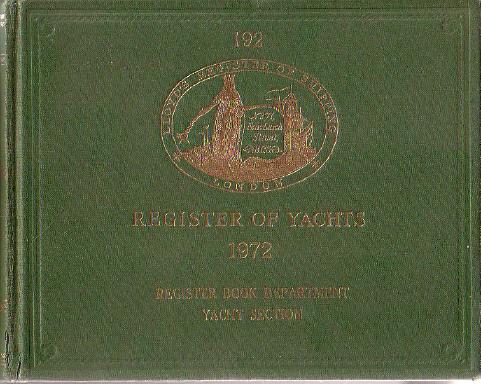 192
LLOYD'S REGISTER OF SHIPPING
LONDON
REGISTER OF YACHTS
1972
REGISTER BOOK DEPARTMENT
YACHT SECTION